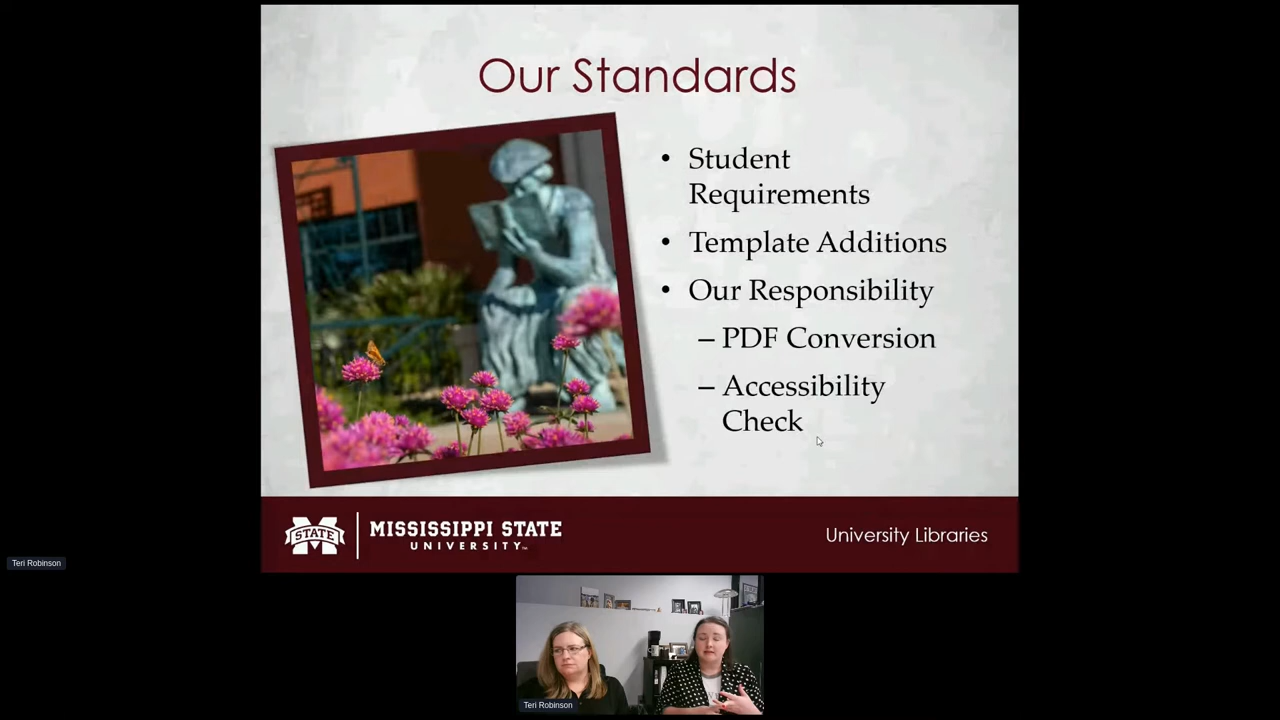 Our Standards
• Student
Requirements
• Template Additions
• Our Responsibility
– PDF Conversion
– Accessibility
Check
STATE
MISSISSIPPI STATE
UNIVERSITY™
University Libraries
Teri Robinson
Teri Robinson